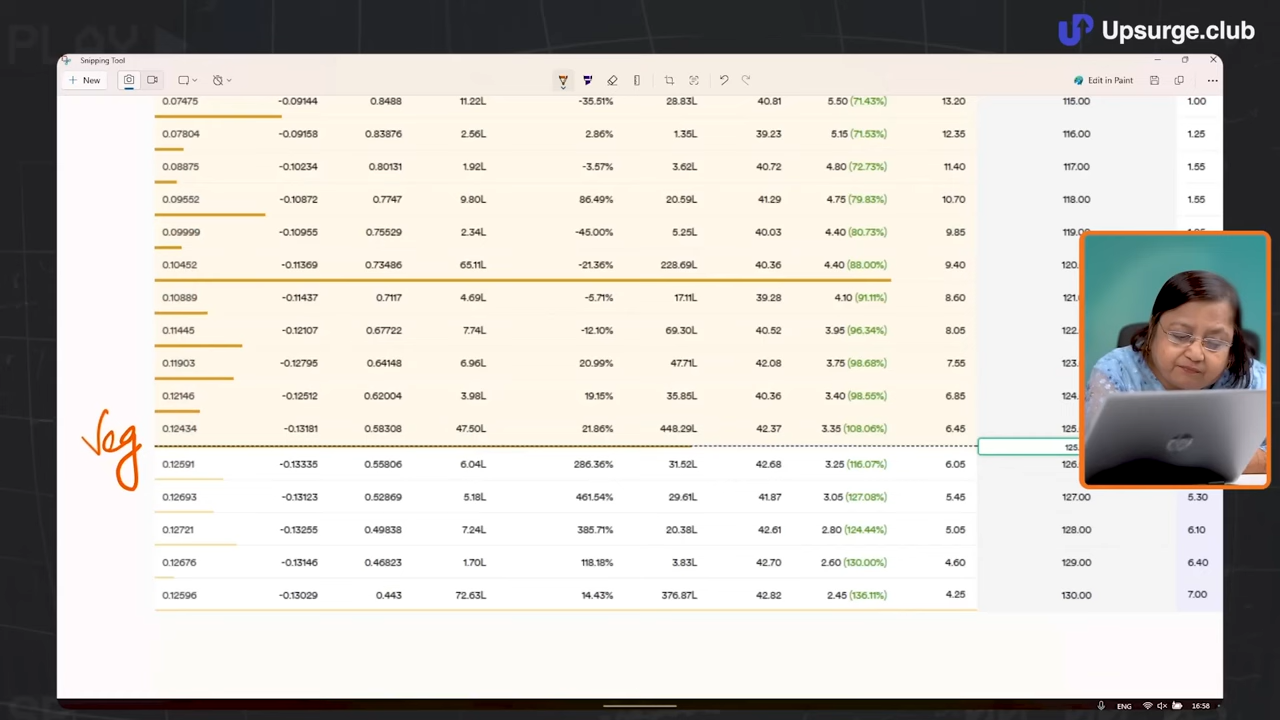 Upsurge.club
Snipping Tool
New
Edit in Paint
0.07475 -0.09144 0.8488 11.22L -35.51% 28.83L 40.81 5.50 (71.43%) 13.20 115.00 1.00
0.07804 -0.09158 0.83876 2.56L 2.86% 1.35L 39.23 5.15 (71.53%) 12.35 116.00 1.25
0.08875 -0.10234 0.80131 1.92L -3.57% 3.62L 40.72 4.80 (72.73%) 11.40 117.00 1.55
0.09552 -0.10872 0.7747 9.80L 86.49% 20.59L 41.29 4.75 (79.83%) 10.70 118.00 1.55
0.09999 -0.10955 0.75529 2.34L -45.00% 5.25L 40.03 4.40 (80.73%) 9.85 119.0
0.10452 -0.11369 0.73486 65.11L -21.36% 228.69L 40.36 4.40 (88.00%) 9.40 120.
0.10889 -0.11437 0.7117 4.69L -5.71% 17.11L 39.28 4.10 (91.11%) 8.60 121.
0.11445 -0.12107 0.67722 7.74L -12.10% 69.30L 40.52 3.95 (96.34%) 8.05 122.
0.11903 -0.12795 0.64148 6.96L 20.99% 47.71L 42.08 3.75 (98.68%) 7.55 123.
0.12146 -0.12512 0.62004 3.98L 19.15% 35.85L 40.36 3.40 (98.55%) 6.85 124.
0.12434 -0.13181 0.58308 47.50L 21.86% 448.29L 42.37 3.35 (108.06%) 6.45 125.
Veg
125.
0.12591 -0.13335 0.55806 6.04L 286.36% 31.52L 42.68 3.25 (116.07%) 6.05 126.
0.12693 -0.13123 0.52869 5.18L 461.54% 29.61L 41.87 3.05 (127.08%) 5.45 127.00 5.30
0.12721 -0.13255 0.49838 7.24L 385.71% 20.38L 42.61 2.80 (124.44%) 5.05 128.00 6.10
0.12676 -0.13146 0.46823 1.70L 118.18% 3.83L 42.70 2.60 (130.00%) 4.60 129.00 6.40
0.12596 -0.13029 0.443 72.63L 14.43% 376.87L 42.82 2.45 (136.11%) 4.25 130.00 7.00
ENG 16:58